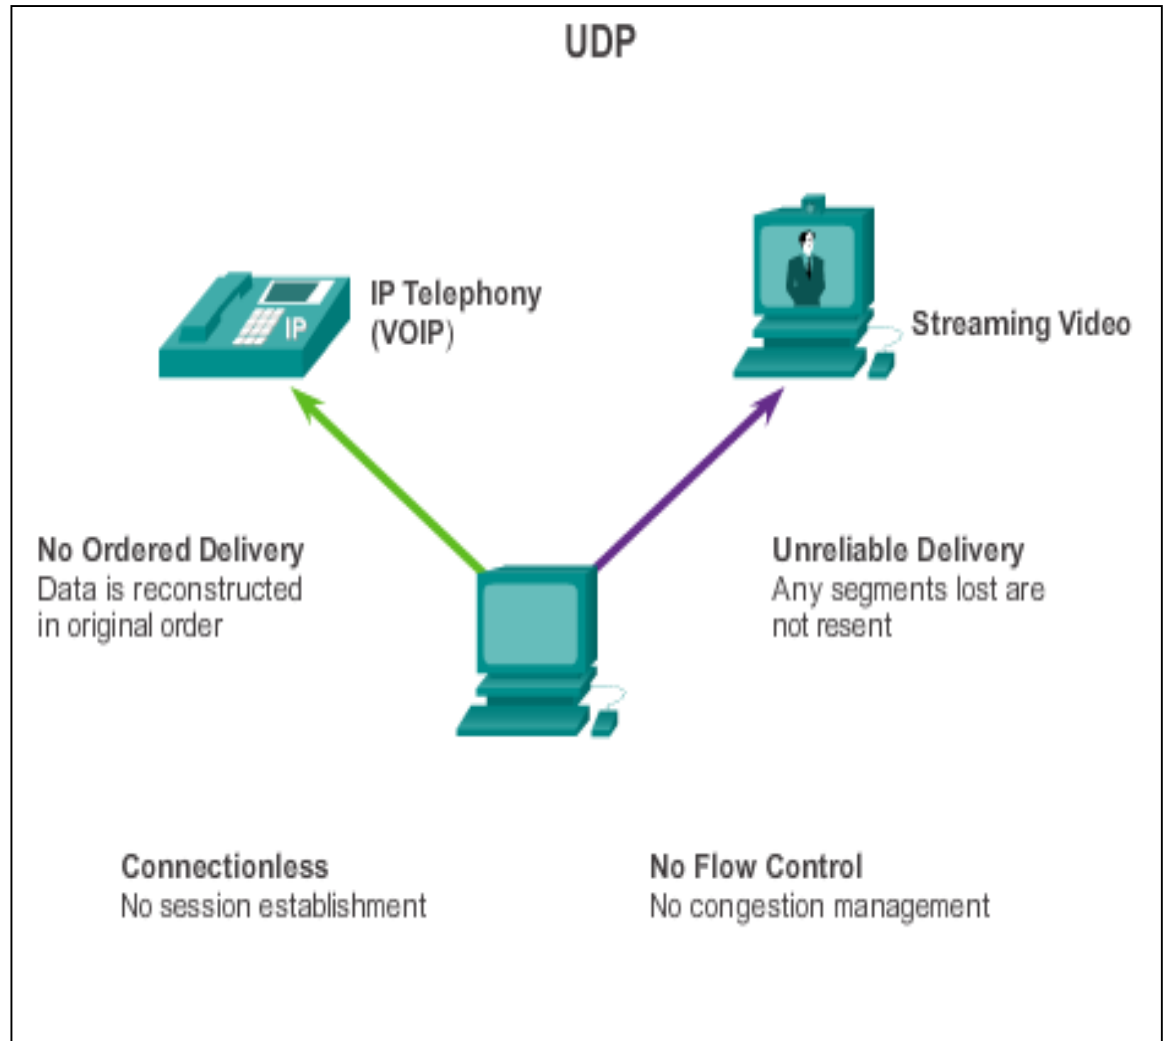 UDP
IP Telephony
(VOIP)
IP
Streaming Video
No Ordered Delivery
Data is reconstructed
in original order
Unreliable Delivery
Any segments lost are
not resent
Connectionless
No session establishment
No Flow Control
No congestion management